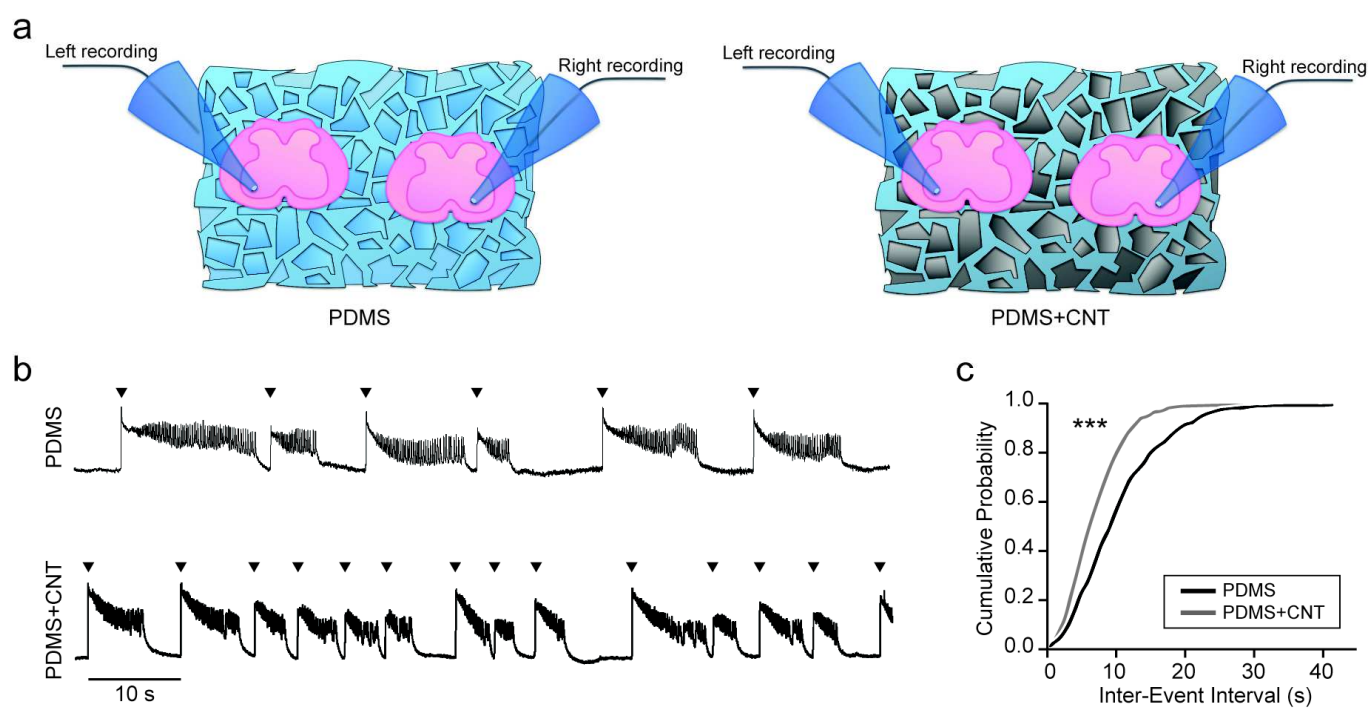 a
Left recording
Right recording
PDMS
Left recording
Right recording
PDMS+CNT
b
PDMS
PDMS+CNT
10 s
c
Cumulative Probability
1.0
0.8
0.6
0.4
0.2
0.0
***
PDMS
PDMS+CNT
0 10 20 30 40
Inter-Event Interval (s)